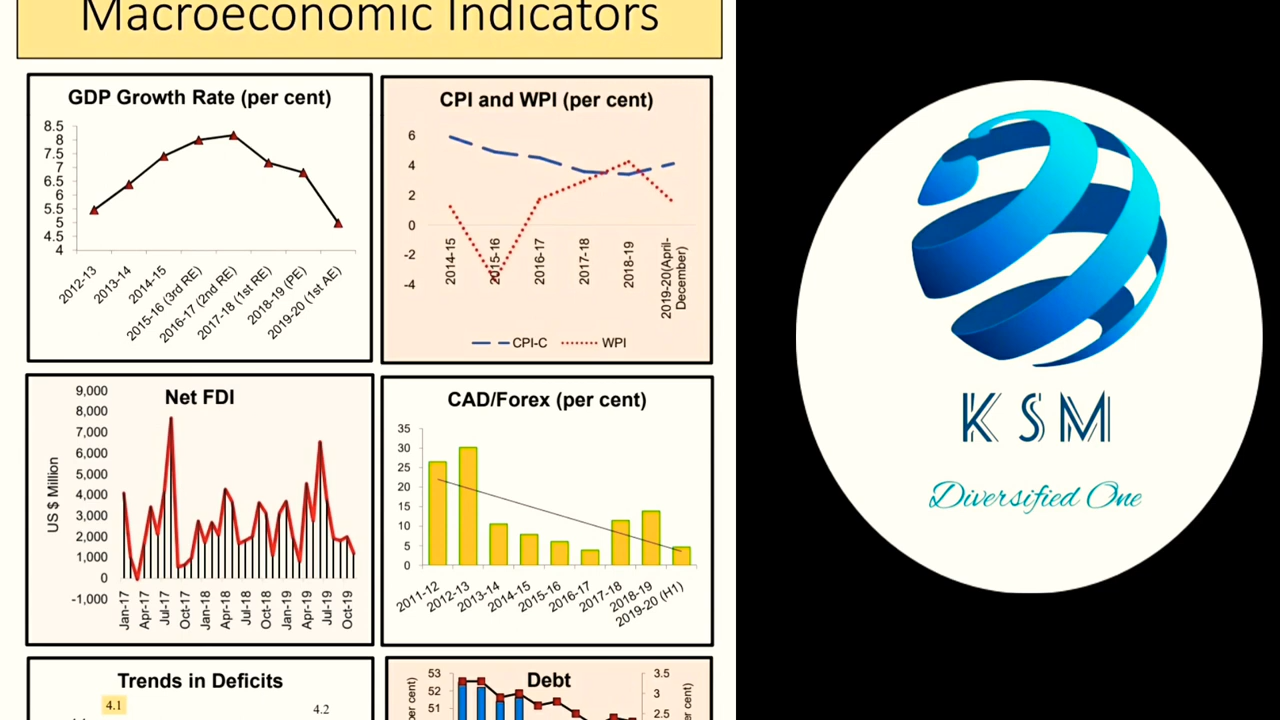 Macroeconomic Indicators
GDP Growth Rate (per cent)
8.5
8
7.5
7
6.5
6
5.5
5
4.5
4
2012-13
2013-14
2014-15
2015-16 (3rd RE)
2016-17 (2nd RE)
2017-18 (1st RE)
2018-19 (PE)
2019-20 (1st AE)
CPI and WPI (per cent)
6
4
2
0
-2
-4
2014-15
2015-16
2016-17
2017-18
2018-19
2019-20(April-
December)
CPI-C WPI
Net FDI
US $ Million
9,000
8,000
7,000
6,000
5,000
4,000
3,000
2,000
1,000
0
-1,000
Jan-17
Apr-17
Jul-17
Oct-17
Jan-18
Apr-18
Jul-18
Oct-18
Jan-19
Apr-19
Jul-19
Oct-19
CAD/Forex (per cent)
35
30
25
20
15
10
5
0
2011-12
2012-13
2013-14
2014-15
2015-16
2016-17
2017-18
2018-19
2019-20 (H1)
Trends in Deficits
4.1
4.2
Debt
53
52
51
3.5
3
2.5
cent)
cent)
KSM
Diversified One